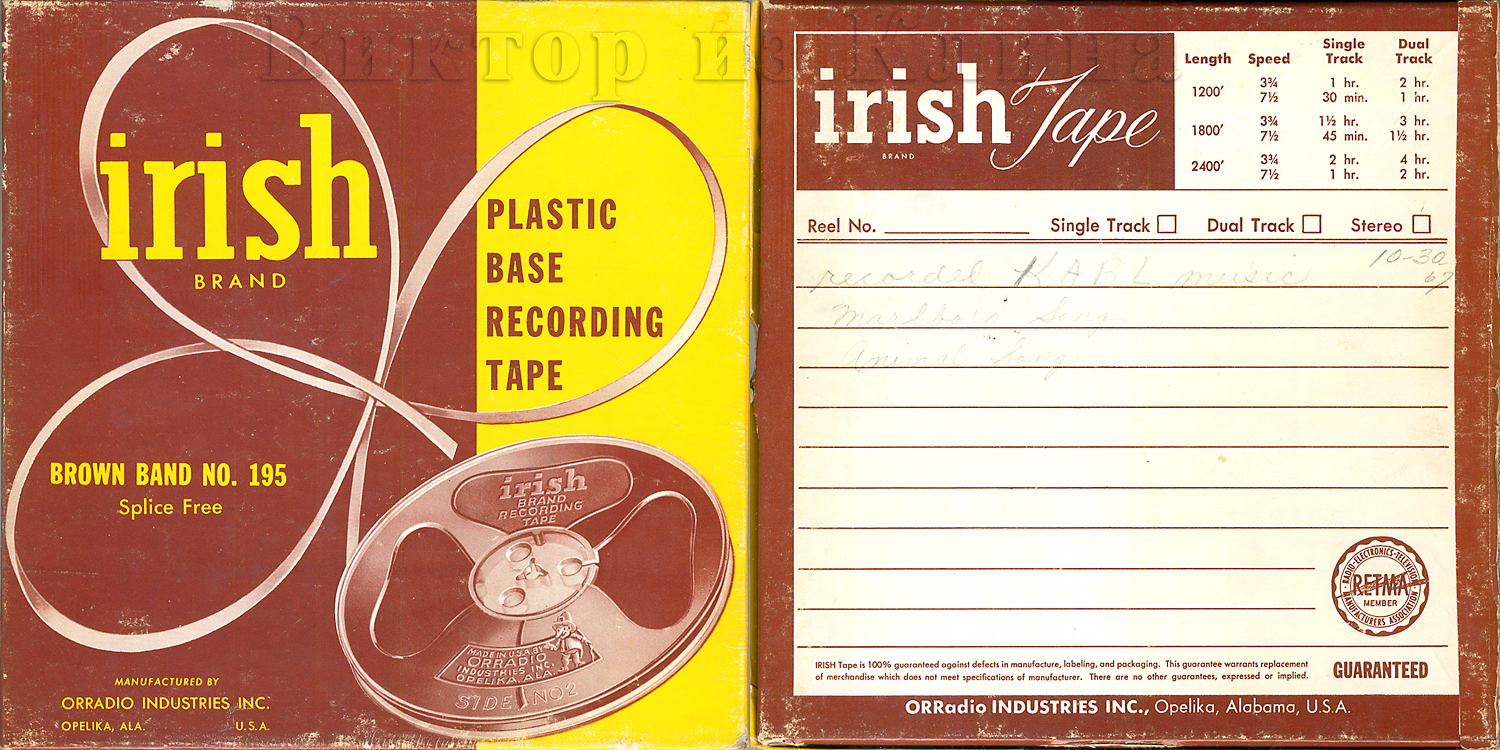 Виктор из Клина
irish
BRAND
PLASTIC
BASE
RECORDING
TAPE
BROWN BAND NO. 195
Splice Free
irish
BRAND
RECORDING
TAPE
MADE IN U.S.A. BY
ORRADIO
INDUSTRIES INC.
OPELIKA, ALA.
SIDE NO2
MANUFACTURED BY
ORRADIO INDUSTRIES INC.
OPELIKA, ALA. U.S.A.
irish Tape
BRAND
Length Speed Single Track Dual Track
1200' 3¾ 1 hr. 2 hr.
7½ 30 min. 1 hr.
1800' 3¾ 1½ hr. 3 hr.
7½ 45 min. 1½ hr.
2400' 3¾ 2 hr. 4 hr.
7½ 1 hr. 2 hr.
Reel No. Single Track Dual Track Stereo
recorded KABL music 10-30
67
Marlboro Song
Animal Song
RADIO-ELECTRONICS-TELEVISION
RETMA
MEMBER
MANUFACTURERS ASSOCIATION
IRISH Tape is 100% guaranteed against defects in manufacture, labeling, and packaging. This guarantee warrants replacement
of merchandise which does not meet specifications of manufacturer. There are no other guarantees, expressed or implied.
GUARANTEED
ORRadio INDUSTRIES INC., Opelika, Alabama, U.S.A.